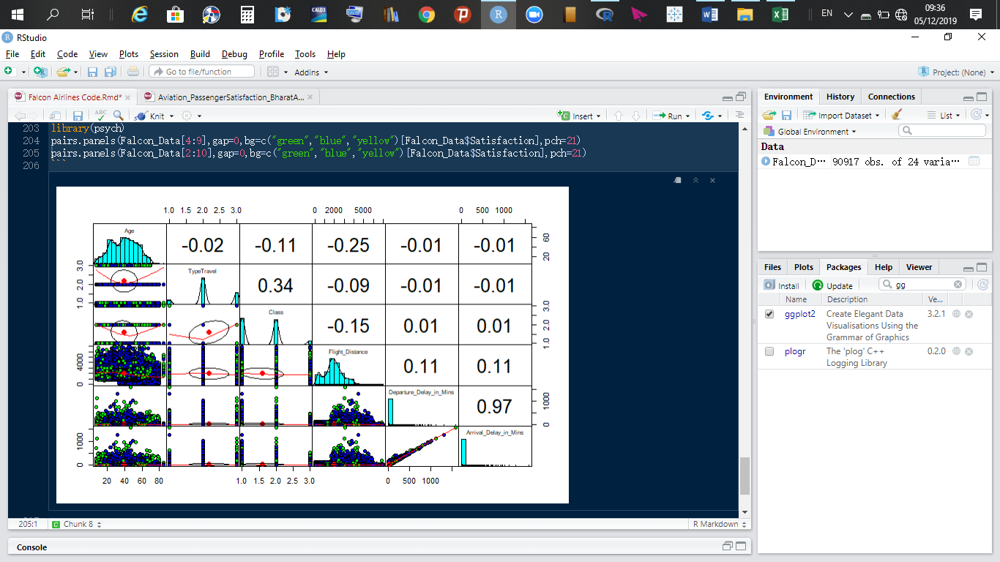 CALD3
EN
09:36
05/12/2019
RStudio
File Edit Code View Plots Session Build Debug Profile Tools Help
Go to file/function
Addins
Project: (None)
Falcon Airlines Code.Rmd*
Aviation_PassengerSatisfaction_BharatA...
ABC
Knit
Insert
Run
203 library(psych)
204 pairs.panels(Falcon_Data[4:9],gap=0,bg=c("green","blue","yellow")[Falcon_Data$Satisfaction],pch=21)
205 pairs.panels(Falcon_Data[2:10],gap=0,bg=c("green","blue","yellow")[Falcon_Data$Satisfaction],pch=21)
206 ```
1.0 1.5 2.0 2.5 3.0
0 2000 5000
0 500 1000
Age
-0.02 -0.11 -0.25 -0.01 -0.01
20 60
1.0 2.0 3.0
TypeTravel
0.34 -0.09 -0.01 -0.01
Class
-0.15 0.01 0.01
1.0 2.0 3.0
0 4000
Flight_Distance
0.11 0.11
Departure_Delay_in_Mins
0.97
0 1000
0 1000
Arrival_Delay_in_Mins
20 40 60 80
1.0 1.5 2.0 2.5 3.0
0 500 1000
205:1
Chunk 8
R Markdown
Console
Environment History Connections
Import Dataset
List
Global Environment
Data
Falcon_D… 90917 obs. of 24 varia…
Files Plots Packages Help Viewer
Install Update gg
Name Description Ve...
ggplot2 Create Elegant Data 3.2.1
Visualisations Using the
Grammar of Graphics
plogr The 'plog' C++ 0.2.0
Logging Library